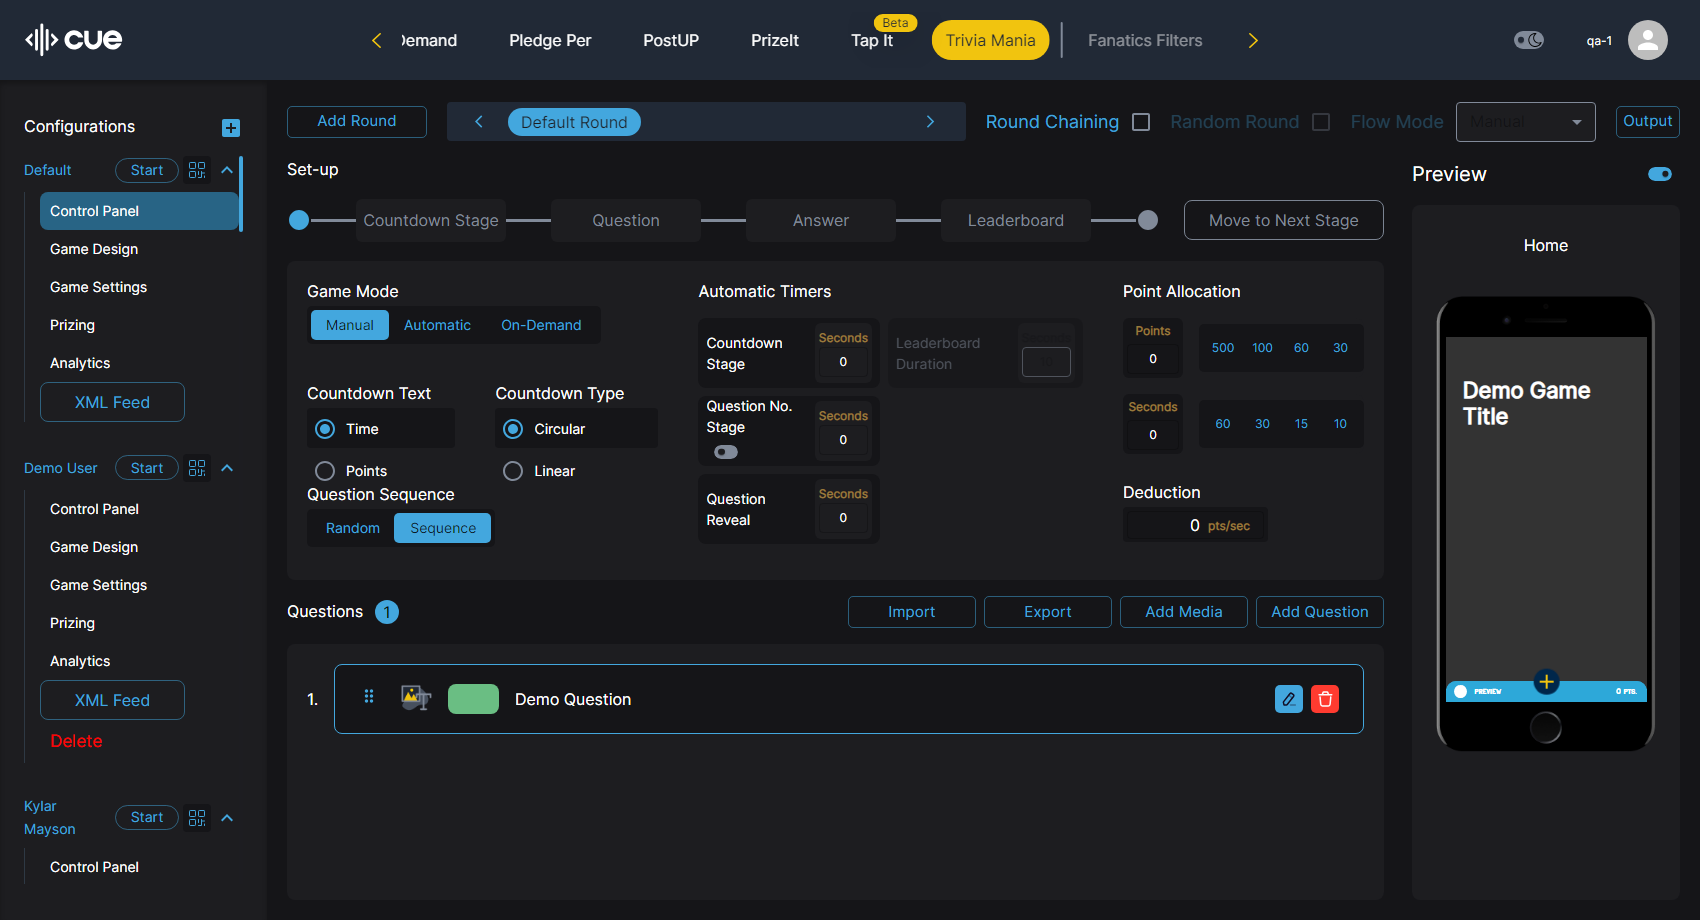 cue
Demand
Pledge Per
PostUP
PrizeIt
Tap It
Beta
Trivia Mania
Fanatics Filters
qa-1
Configurations
Default
Start
Control Panel
Game Design
Game Settings
Prizing
Analytics
XML Feed
Demo User
Start
Control Panel
Game Design
Game Settings
Prizing
Analytics
XML Feed
Delete
Kylar
Mayson
Start
Control Panel
Add Round
Default Round
Round Chaining
Random Round
Flow Mode
Manual
Output
Set-up
Countdown Stage
Question
Answer
Leaderboard
Move to Next Stage
Game Mode
Manual
Automatic
On-Demand
Countdown Text
Time
Points
Countdown Type
Circular
Linear
Question Sequence
Random
Sequence
Automatic Timers
Countdown
Stage
Seconds
0
Leaderboard
Duration
Question No.
Stage
Seconds
0
Question
Reveal
Seconds
0
Point Allocation
Points
0
500
100
60
30
Seconds
0
60
30
15
10
Deduction
0 pts/sec
Questions 1
Import
Export
Add Media
Add Question
1.
Demo Question
Preview
Home
Demo Game
Title
PREVIEW
0 PTS.